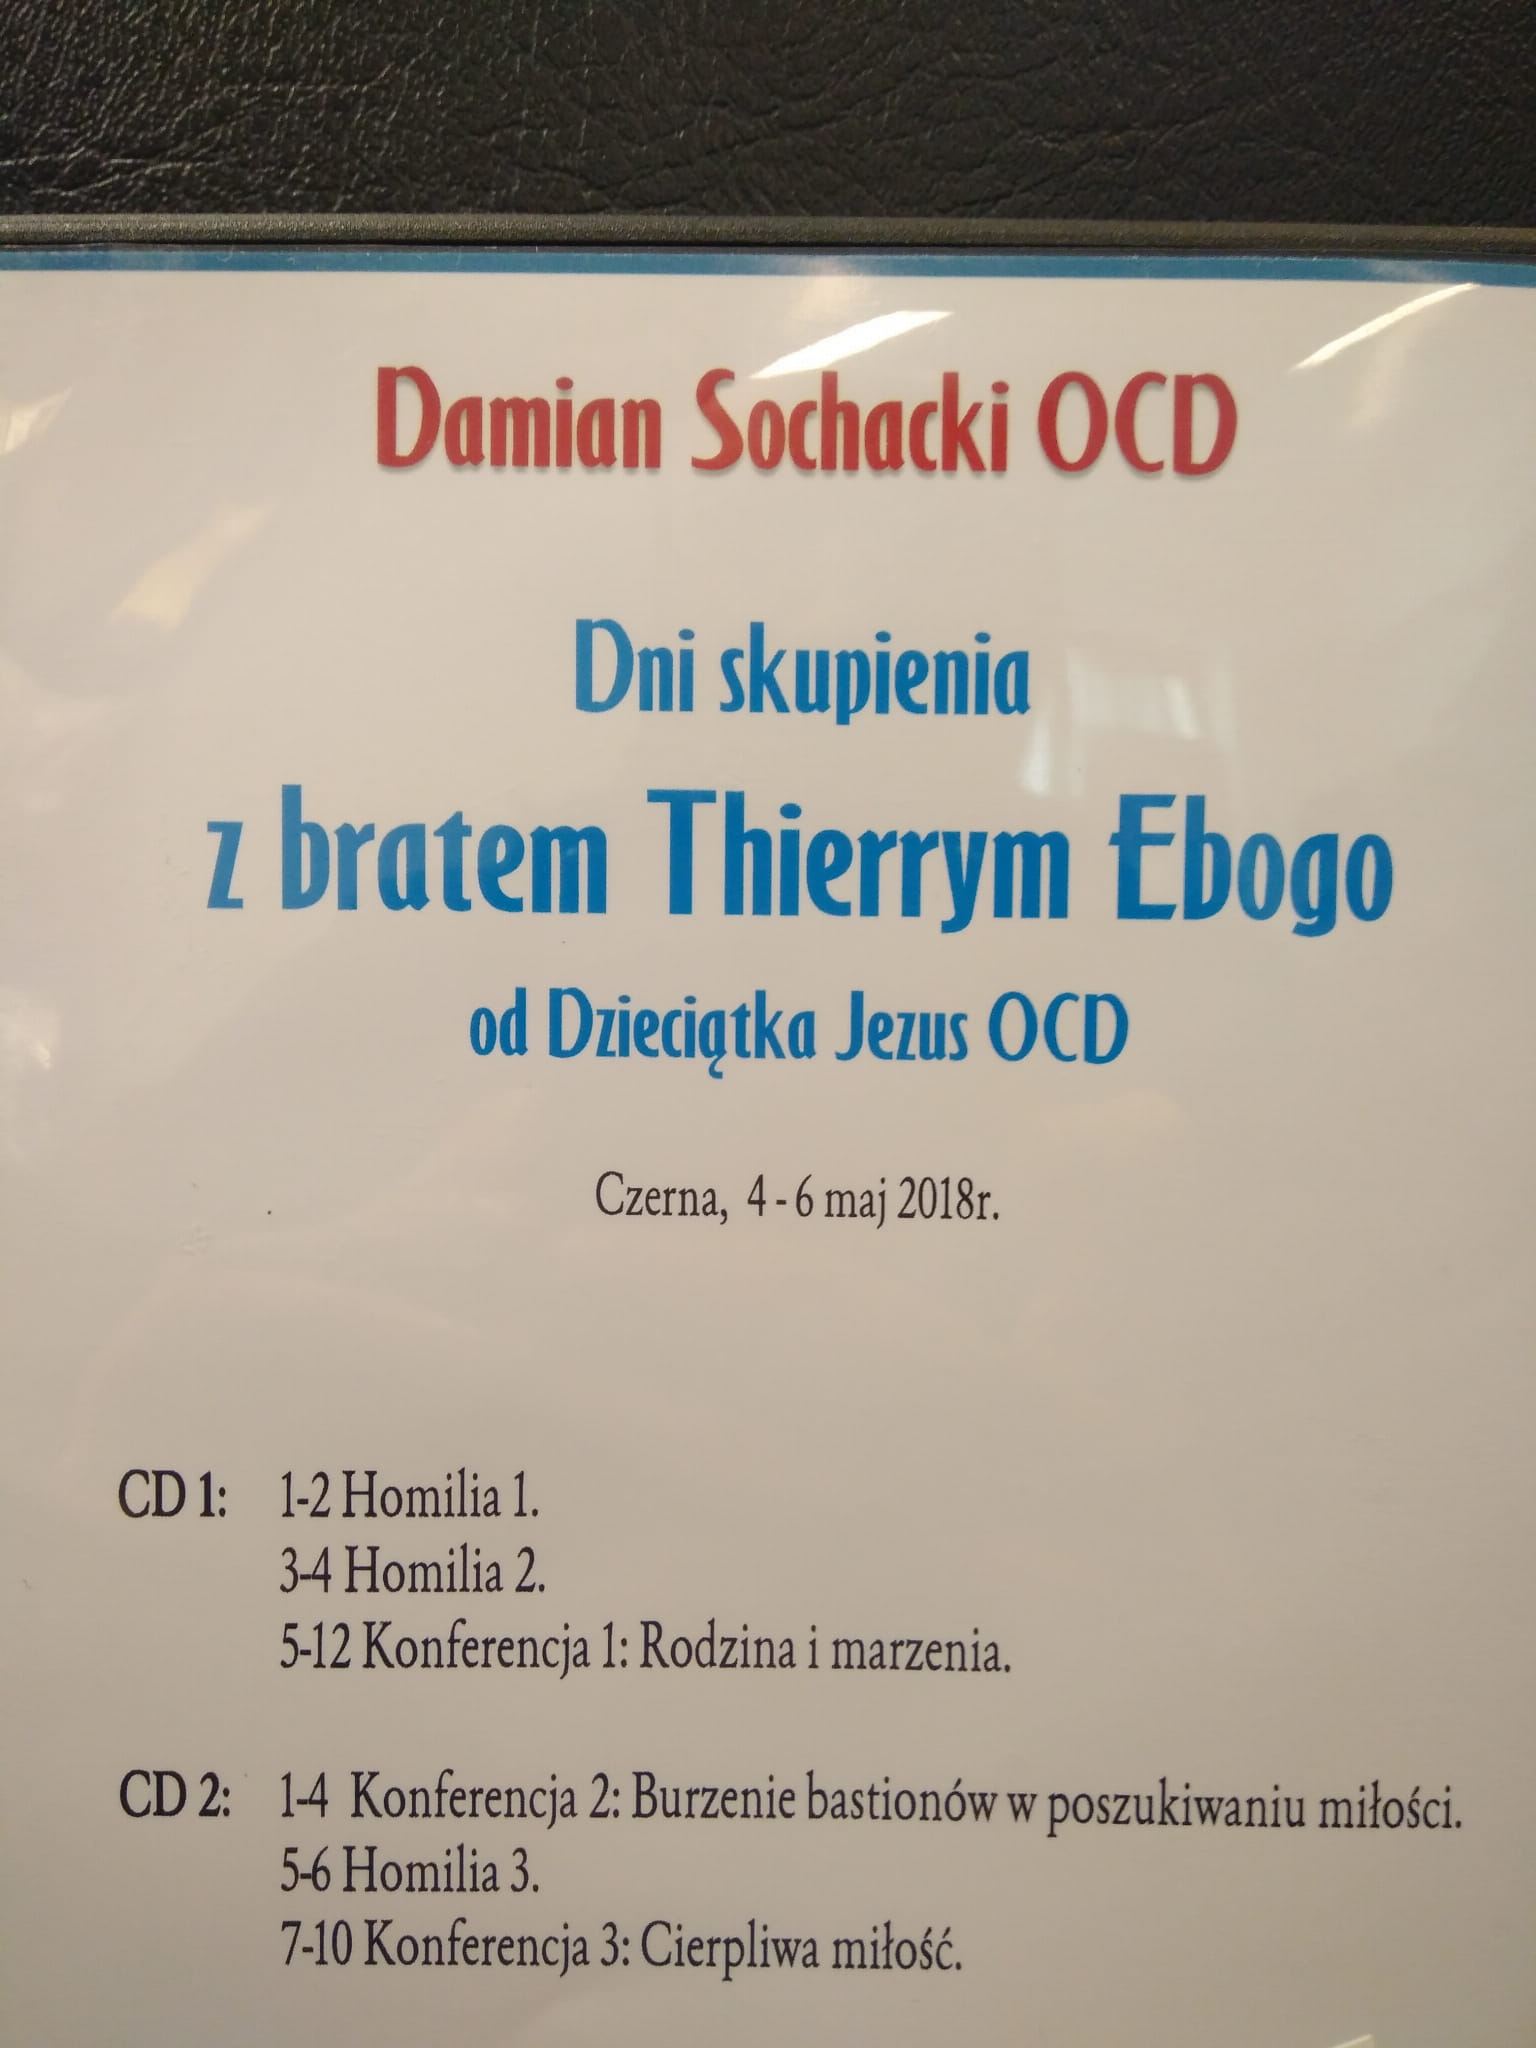 Damian Sochacki OCD
Dni skupienia
z bratem Thierrym Ebogo
od Dzieciątka Jezus OCD
Czerna, 4 - 6 maj 2018r.
CD 1: 1-2 Homilia 1.
3-4 Homilia 2.
5-12 Konferencja 1: Rodzina i marzenia.
CD 2: 1-4 Konferencja 2: Burzenie bastionów w poszukiwaniu miłości.
5-6 Homilia 3.
7-10 Konferencja 3: Cierpliwa miłość.